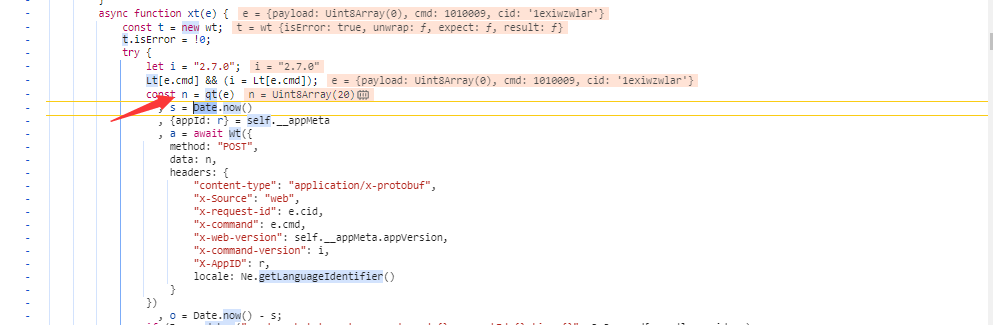 async function xt(e) { e = {payload: Uint8Array(0), cmd: 1010009, cid: '1exiwzwlar'}
const t = new wt; t = wt {isError: true, unwrap: ƒ, expect: ƒ, result: ƒ}
t.isError = !0;
try {
let i = "2.7.0"; i = "2.7.0"
Lt[e.cmd] && (i = Lt[e.cmd]); e = {payload: Uint8Array(0), cmd: 1010009, cid: '1exiwzwlar'}
const n = qt(e) n = Uint8Array(20)
, s = Date.now()
, {appId: r} = self.__appMeta
, a = await Wt({
method: "POST",
data: n,
headers: {
"content-type": "application/x-protobuf",
"x-Source": "web",
"x-request-id": e.cid,
"x-command": e.cmd,
"x-web-version": self.__appMeta.appVersion,
"x-command-version": i,
"X-AppID": r,
locale: Ne.getLanguageIdentifier()
}
})
, o = Date.now() - s;